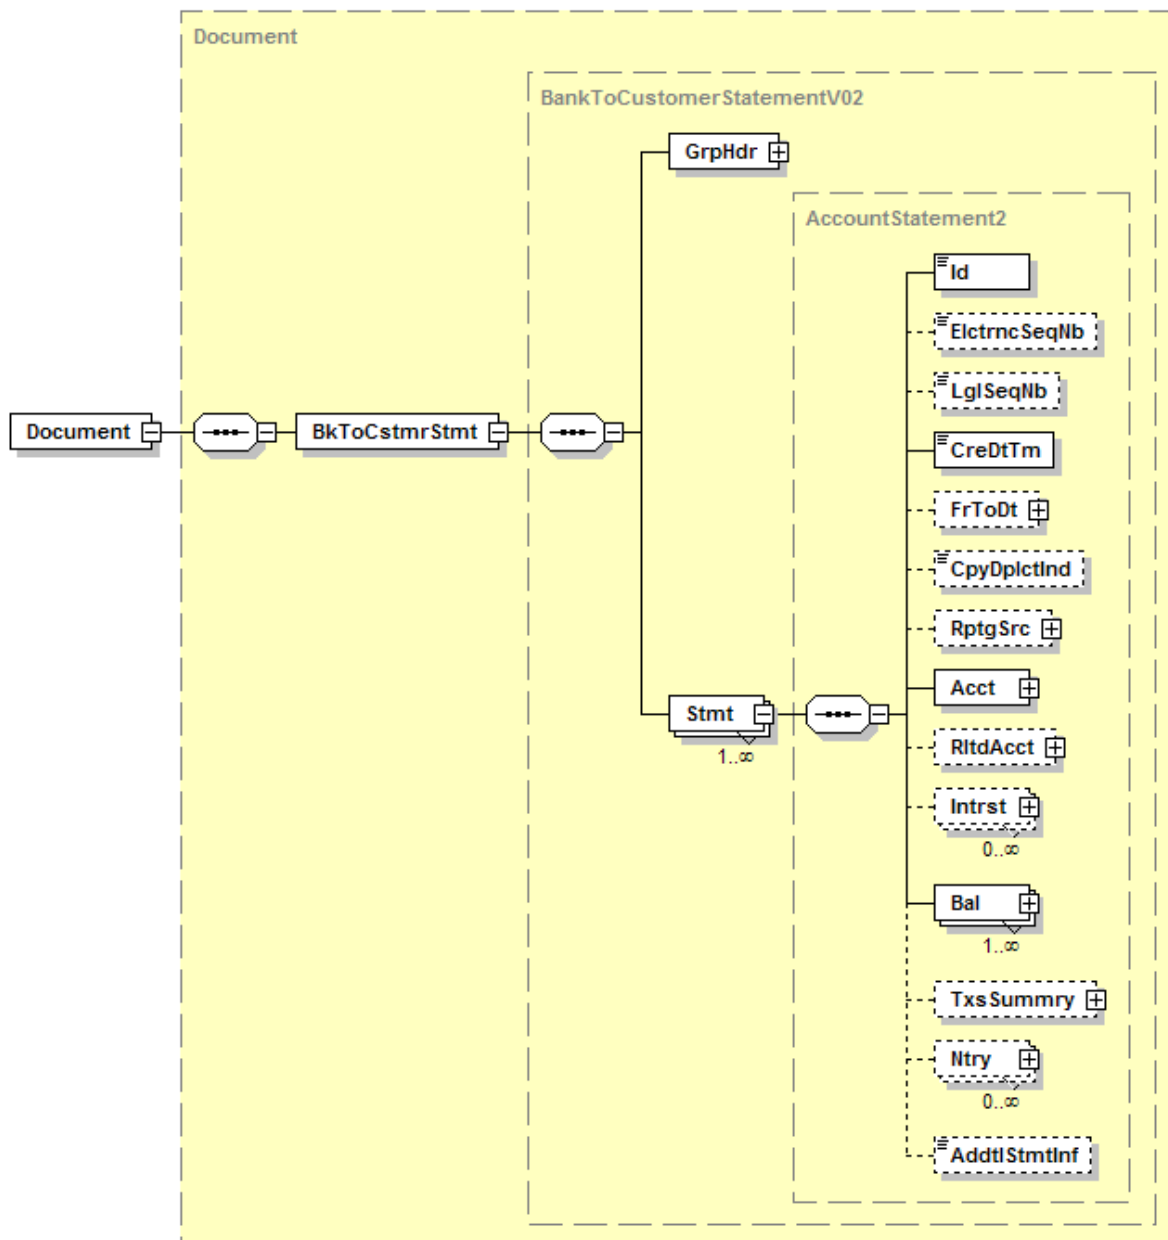 Document
BankToCustomerStatementV02
GrpHdr
AccountStatement2
Id
ElctrncSeqNb
LglSeqNb
Document
BkToCstmrStmt
CreDtTm
FrToDt
CpyDplctInd
RptgSrc
Acct
Stmt
1..∞
RltdAcct
Intrst
0..∞
Bal
1..∞
TxsSummry
Ntry
0..∞
AddtlStmtInf